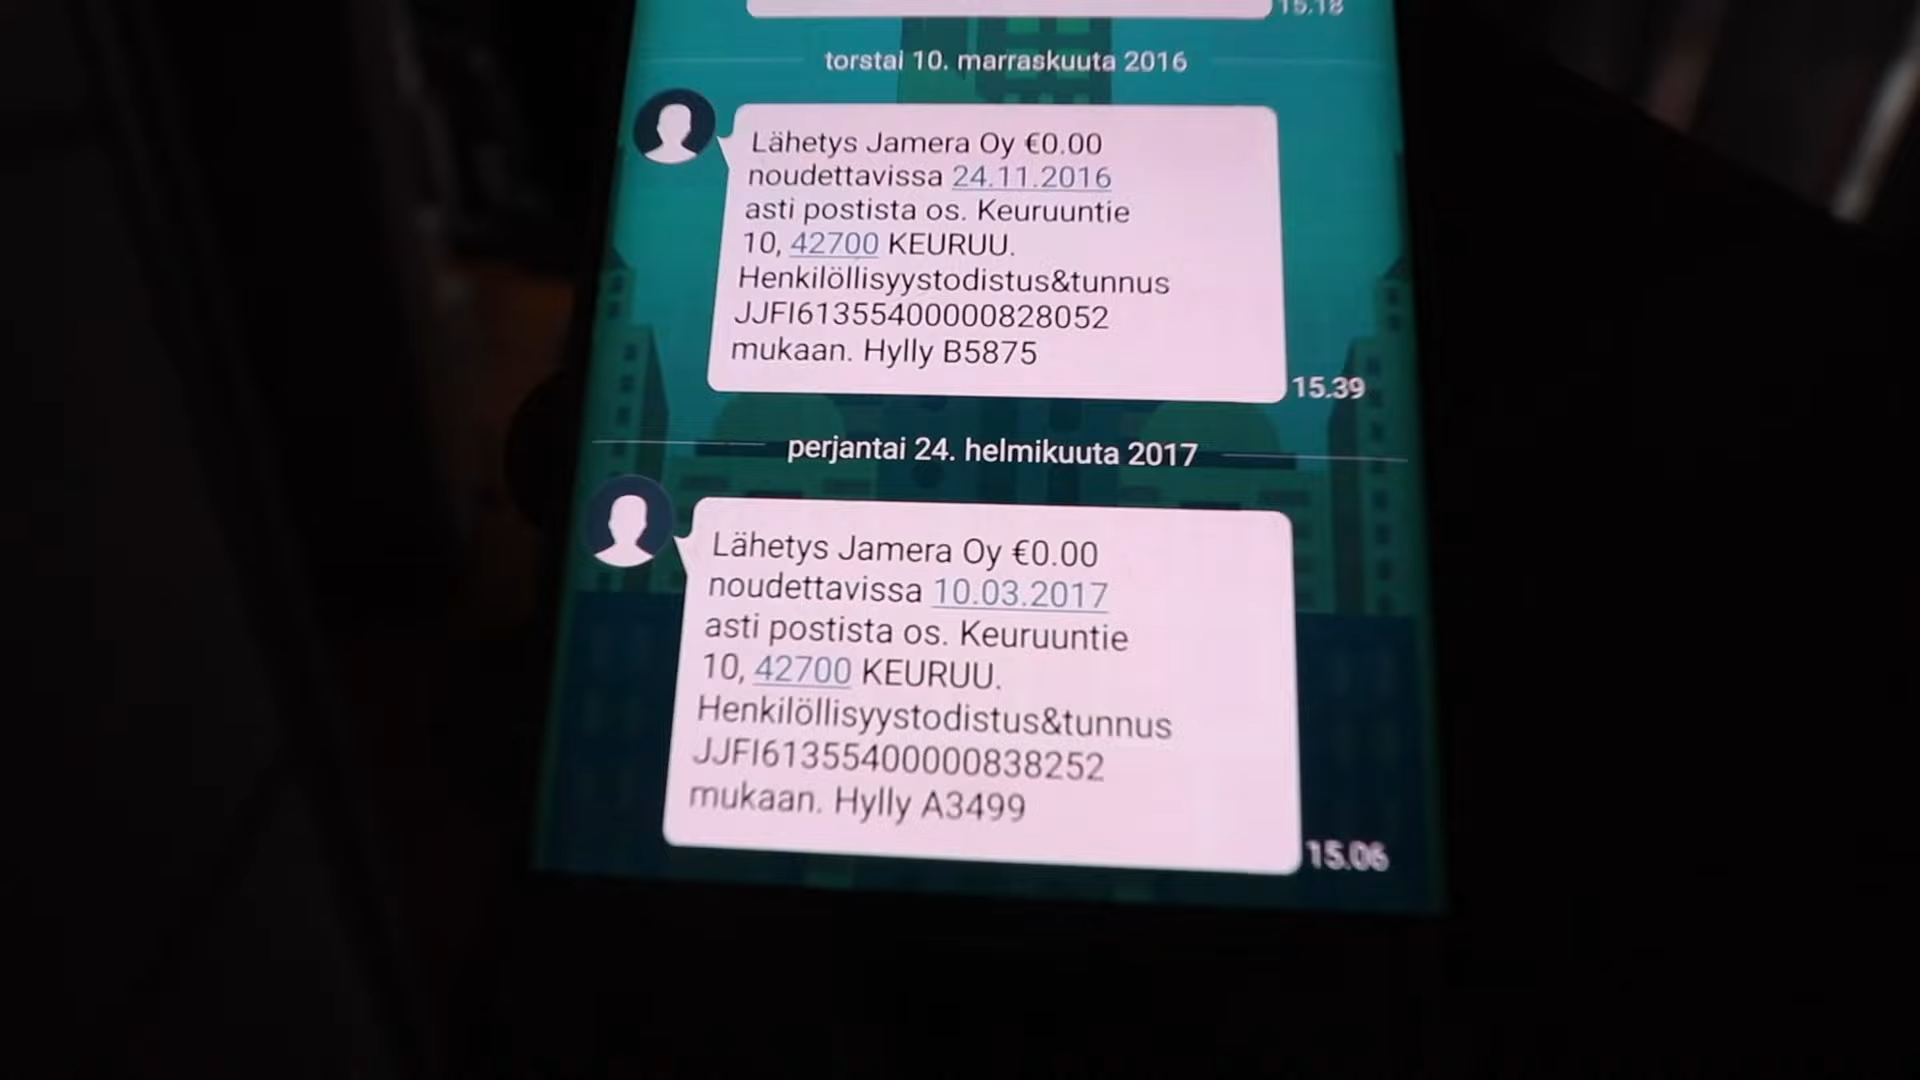 15.18
torstai 10. marraskuuta 2016
Lähetys Jamera Oy €0.00
noudettavissa 24.11.2016
asti postista os. Keuruuntie
10, 42700 KEURUU.
Henkilöllisyystodistus&tunnus
JJFI61355400000828052
mukaan. Hylly B5875
15.39
perjantai 24. helmikuuta 2017
Lähetys Jamera Oy €0.00
noudettavissa 10.03.2017
asti postista os. Keuruuntie
10, 42700 KEURUU.
Henkilöllisyystodistus&tunnus
JJFI61355400000838252
mukaan. Hylly A3499
15.06